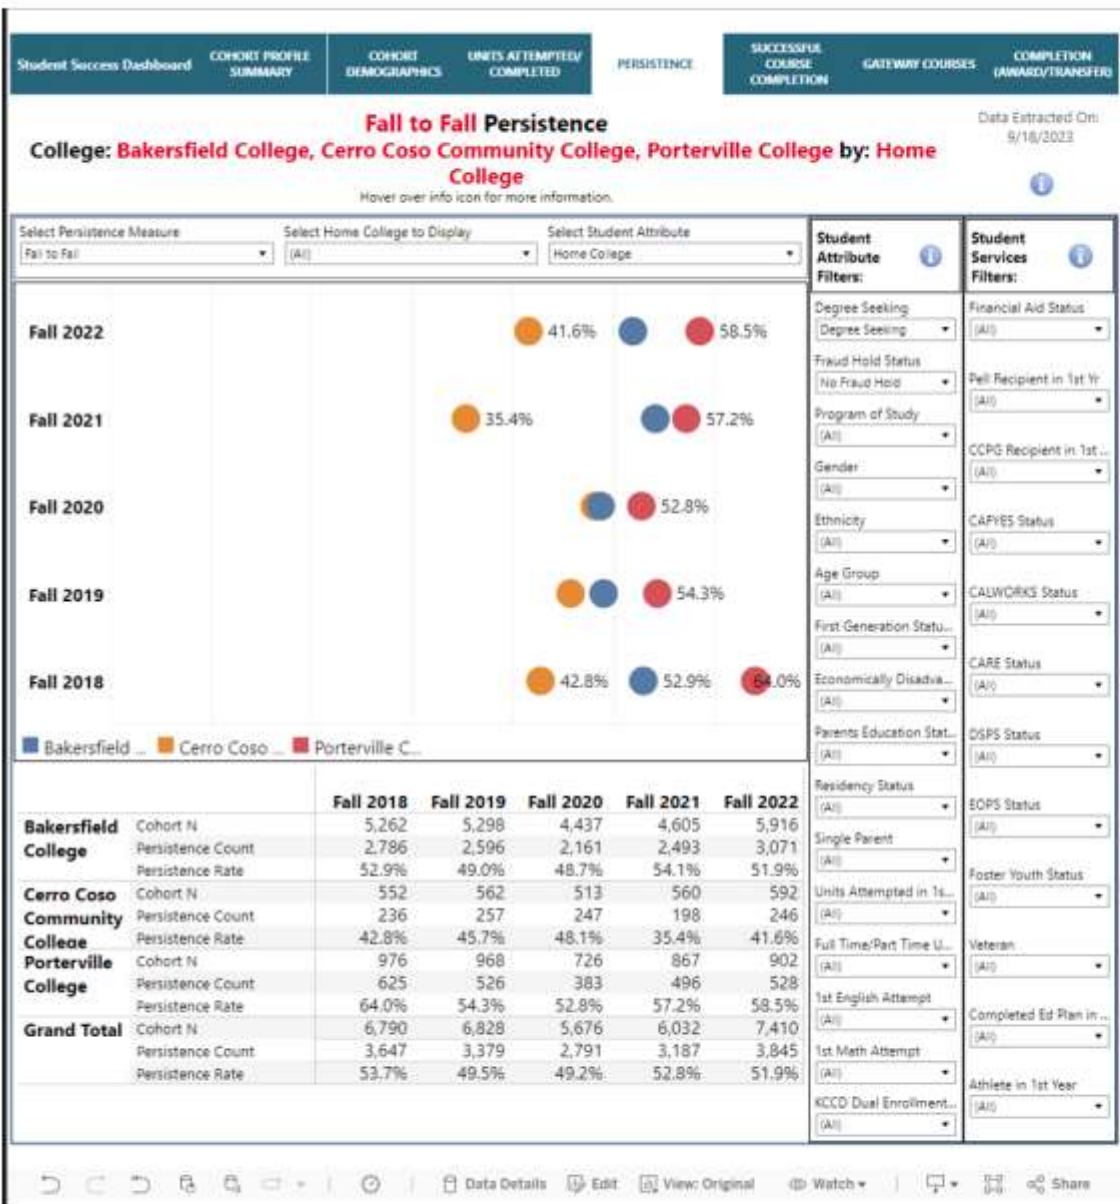 Student Success Dashboard
COHORT PROFILE
SUMMARY
COHORT
DEMOGRAPHICS
UNITS ATTEMPTED/
COMPLETED
PERSISTENCE
SUCCESSFUL
COURSE
COMPLETION
GATEWAY COURSES
COMPLETION
(AWARD/TRANSFER)
Fall to Fall Persistence
College: Bakersfield College, Cerro Coso Community College, Porterville College by: Home
College
Hover over info icon for more information.
Data Extracted On:
9/18/2023
Select Persistence Measure
Fall to Fall
Select Home College to Display
(All)
Select Student Attribute
Home College
Fall 2022
41.6%
58.5%
Fall 2021
35.4%
57.2%
Fall 2020
52.8%
Fall 2019
54.3%
Fall 2018
42.8%
52.9%
64.0%
Bakersfield ...
Cerro Coso ...
Porterville C...
Fall 2018 Fall 2019 Fall 2020 Fall 2021 Fall 2022
Bakersfield College
Cohort N 5,262 5,298 4,437 4,605 5,916
Persistence Count 2,786 2,596 2,161 2,493 3,071
Persistence Rate 52.9% 49.0% 48.7% 54.1% 51.9%
Cerro Coso Community College
Cohort N 552 562 513 560 592
Persistence Count 236 257 247 198 246
Persistence Rate 42.8% 45.7% 48.1% 35.4% 41.6%
Porterville College
Cohort N 976 968 726 867 902
Persistence Count 625 526 383 496 528
Persistence Rate 64.0% 54.3% 52.8% 57.2% 58.5%
Grand Total
Cohort N 6,790 6,828 5,676 6,032 7,410
Persistence Count 3,647 3,379 2,791 3,187 3,845
Persistence Rate 53.7% 49.5% 49.2% 52.8% 51.9%
Student
Attribute
Filters:
Degree Seeking
Degree Seeking
Fraud Hold Status
No Fraud Hold
Program of Study
(All)
Gender
(All)
Ethnicity
(All)
Age Group
(All)
First Generation Statu...
(All)
Economically Disadva...
(All)
Parents Education Stat...
(All)
Residency Status
(All)
Single Parent
(All)
Units Attempted in 1s...
(All)
Full Time/Part Time U...
(All)
1st English Attempt
(All)
1st Math Attempt
(All)
KCCD Dual Enrollment...
(All)
Student
Services
Filters:
Financial Aid Status
(All)
Pell Recipient in 1st Yr
(All)
CCPG Recipient in 1st ...
(All)
CAFYES Status
(All)
CALWORKS Status
(All)
CARE Status
(All)
DSPS Status
(All)
EOPS Status
(All)
Foster Youth Status
(All)
Veteran
(All)
Completed Ed Plan in ...
(All)
Athlete in 1st Year
(All)
Data Details Edit View: Original Watch Share